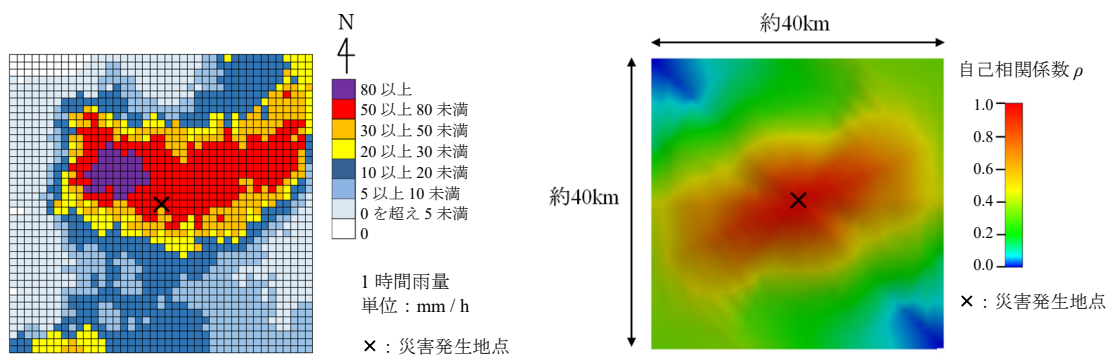 N
80 以上
50 以上 80 未満
30 以上 50 未満
20 以上 30 未満
10 以上 20 未満
5 以上 10 未満
0 を超え 5 未満
0
1 時間雨量
単位：mm / h
×：災害発生地点
約40km
約40km
自己相関係数 ρ
1.0
0.8
0.6
0.4
0.2
0.0
×：災害発生地点